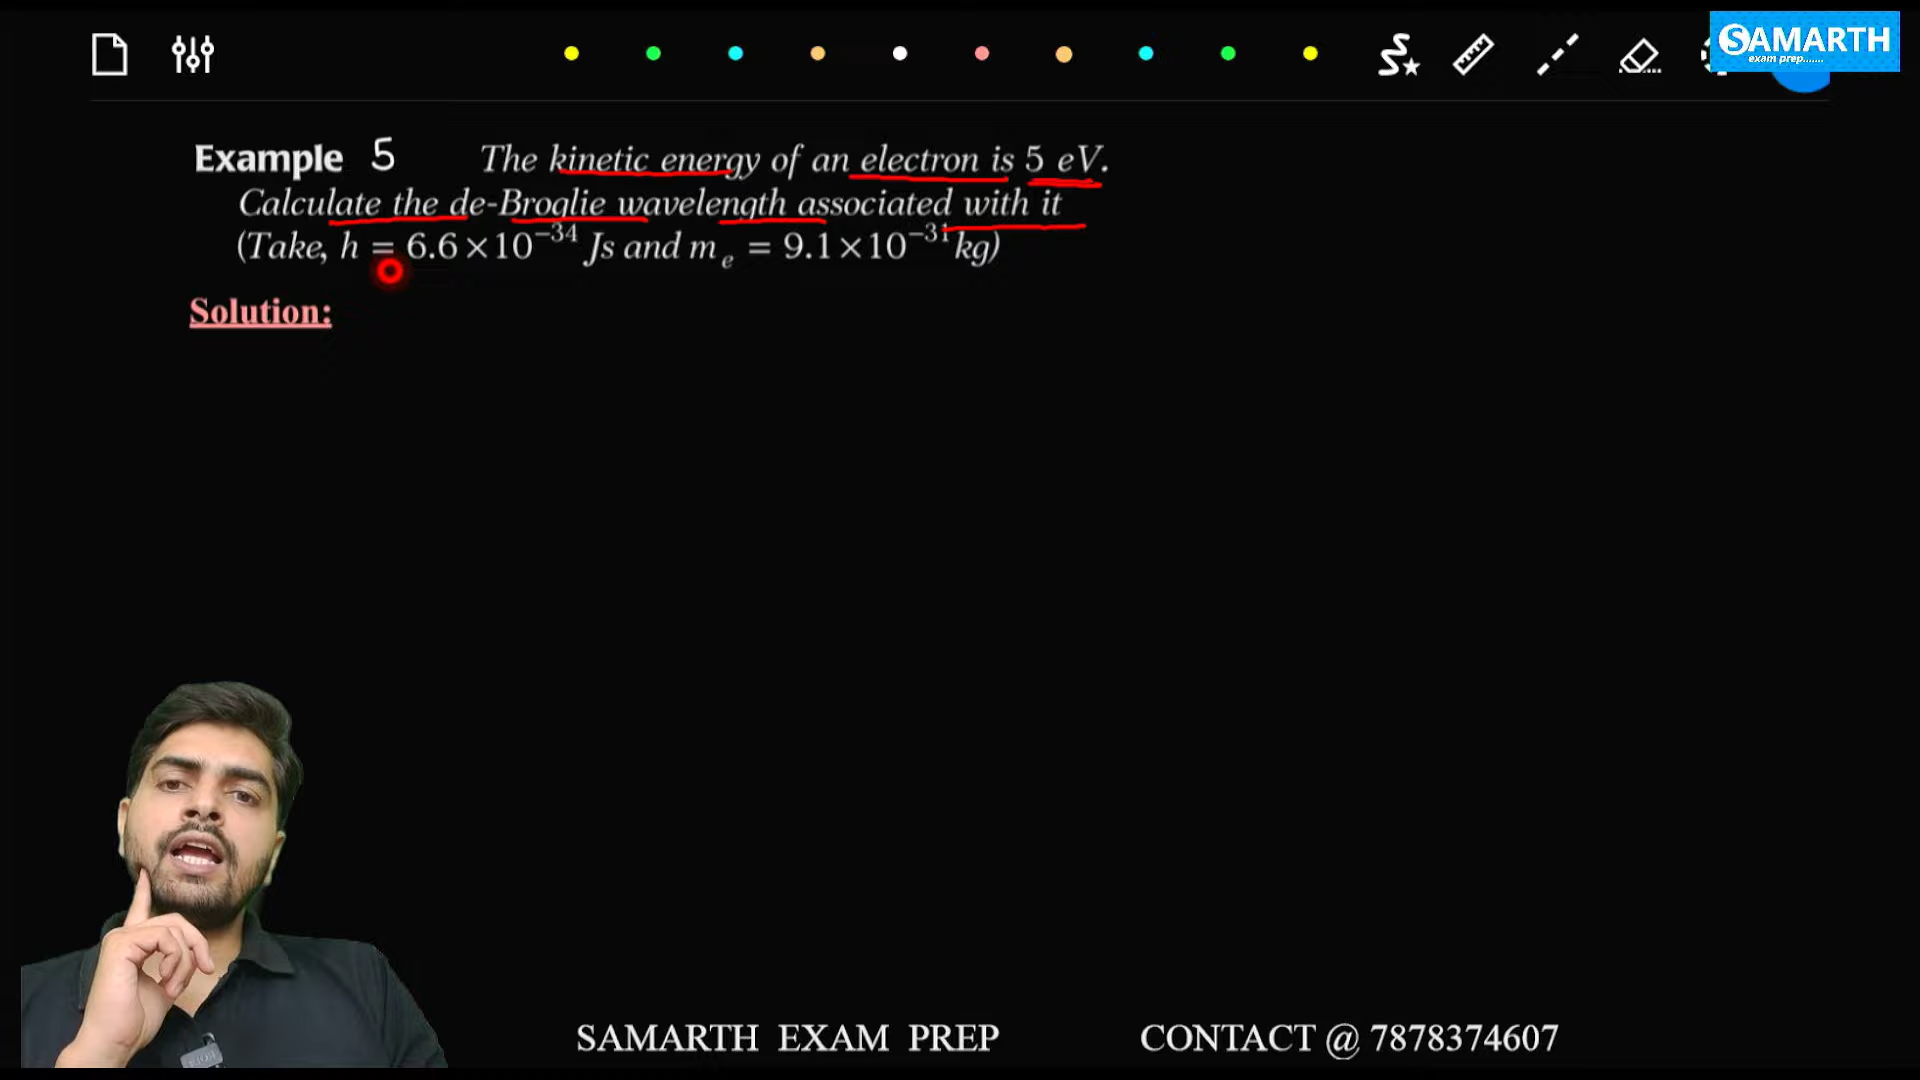 SAMARTH
exam prep.......
Example 5 The kinetic energy of an electron is 5 eV.
Calculate the de-Broglie wavelength associated with it
(Take, h = 6.6×10⁻³⁴ Js and mₑ = 9.1×10⁻³¹ kg)
Solution:
SAMARTH EXAM PREP CONTACT @ 7878374607